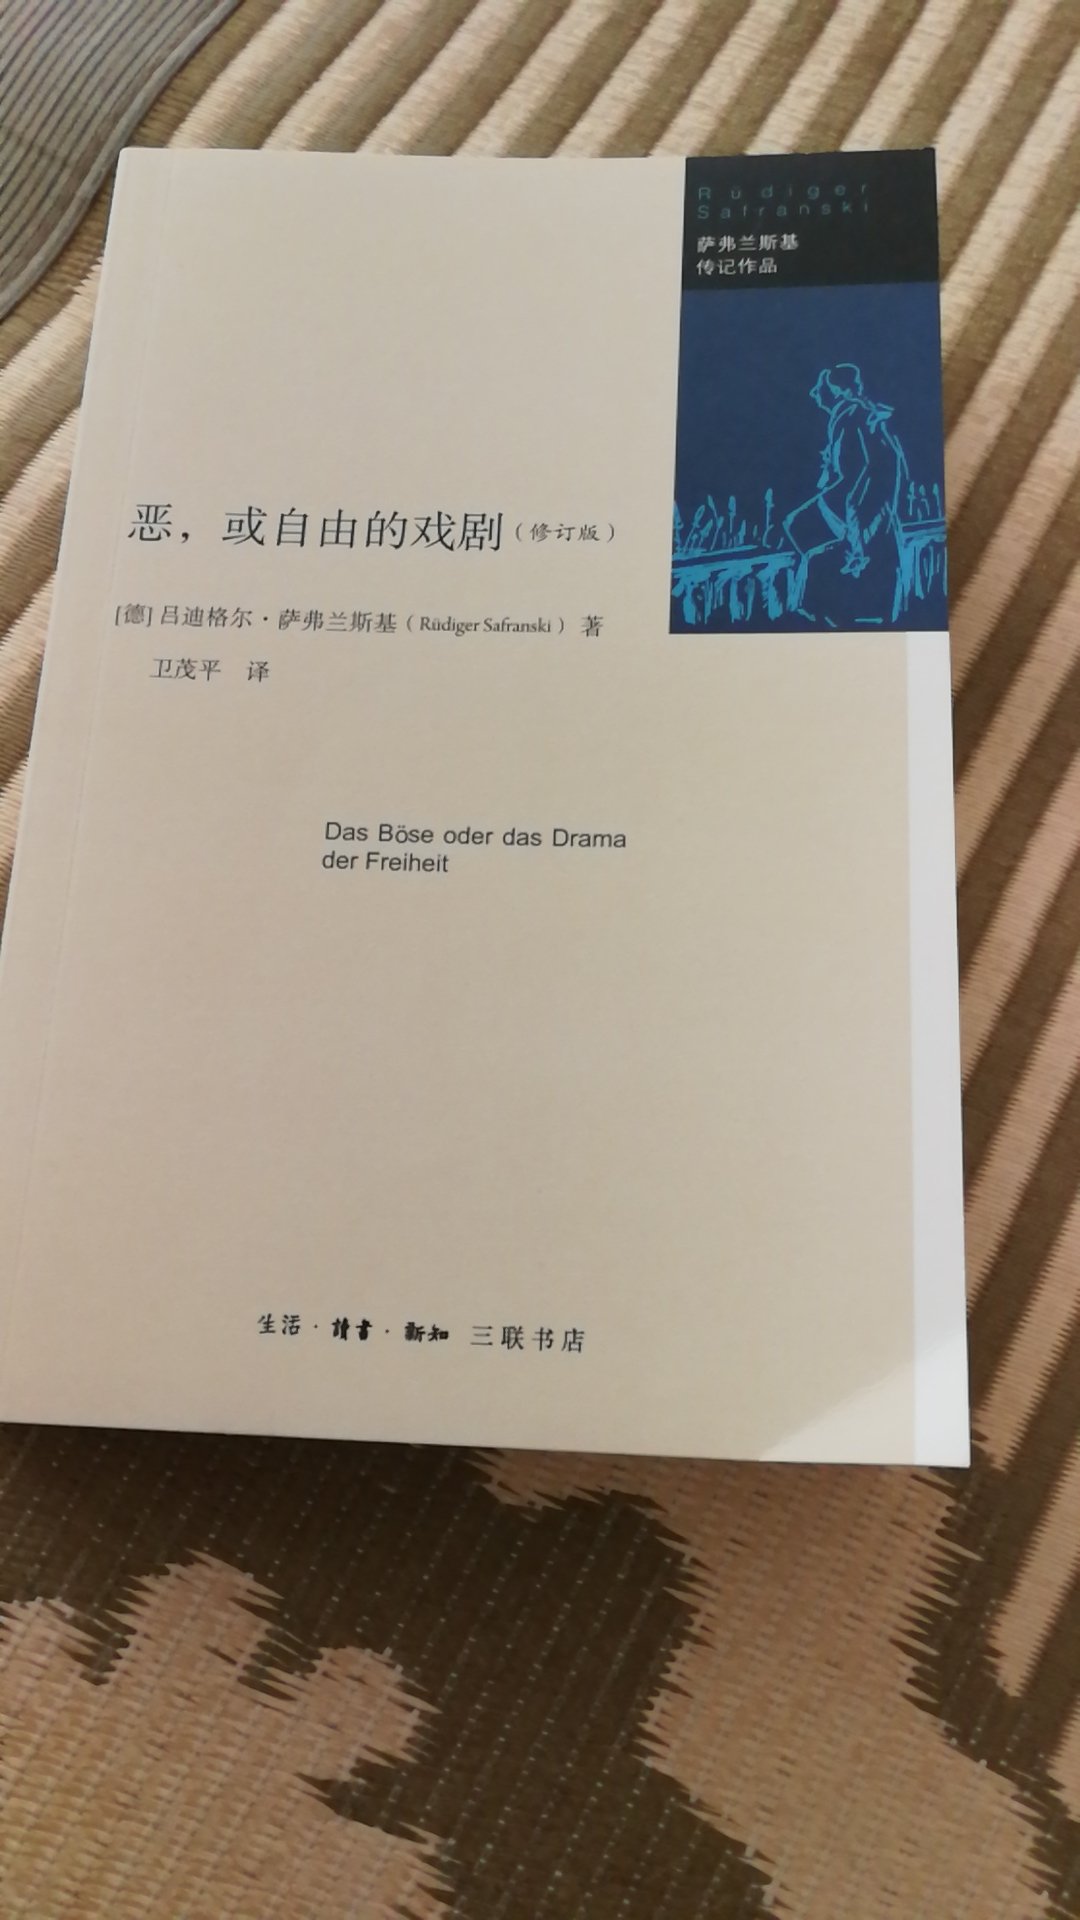 Rüdiger
Safranski
萨弗兰斯基
传记作品
恶，或自由的戏剧（修订版）
[德] 吕迪格尔·萨弗兰斯基（Rüdiger Safranski） 著
卫茂平 译
Das Böse oder das Drama
der Freiheit
生活·讀書·新知 三联书店